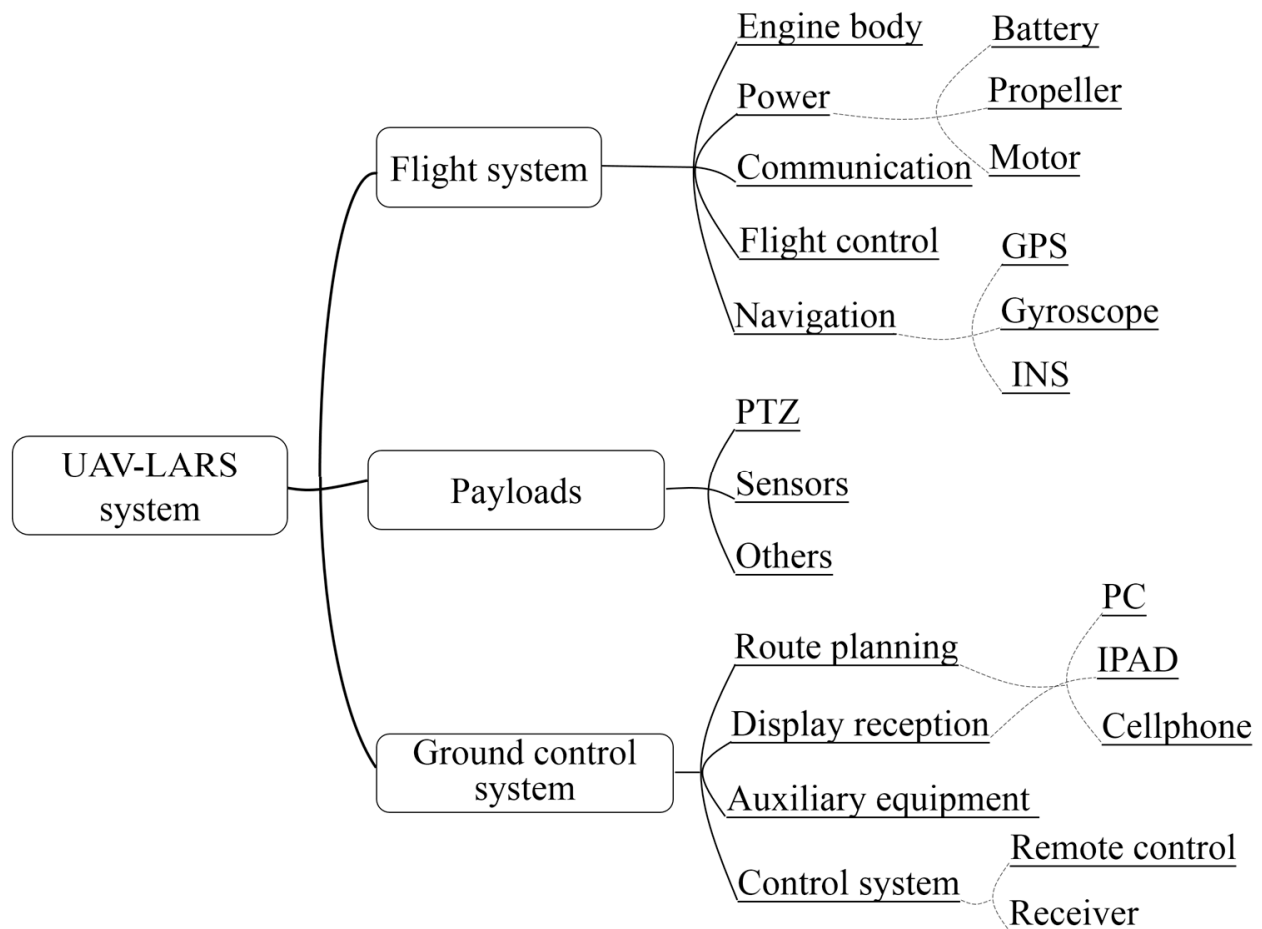 UAV-LARS
system
Flight system
Engine body
Power
Battery
Propeller
Motor
Communication
Flight control
Navigation
GPS
Gyroscope
INS
Payloads
PTZ
Sensors
Others
Ground control
system
Route planning
Display reception
PC
IPAD
Cellphone
Auxiliary equipment
Control system
Remote control
Receiver